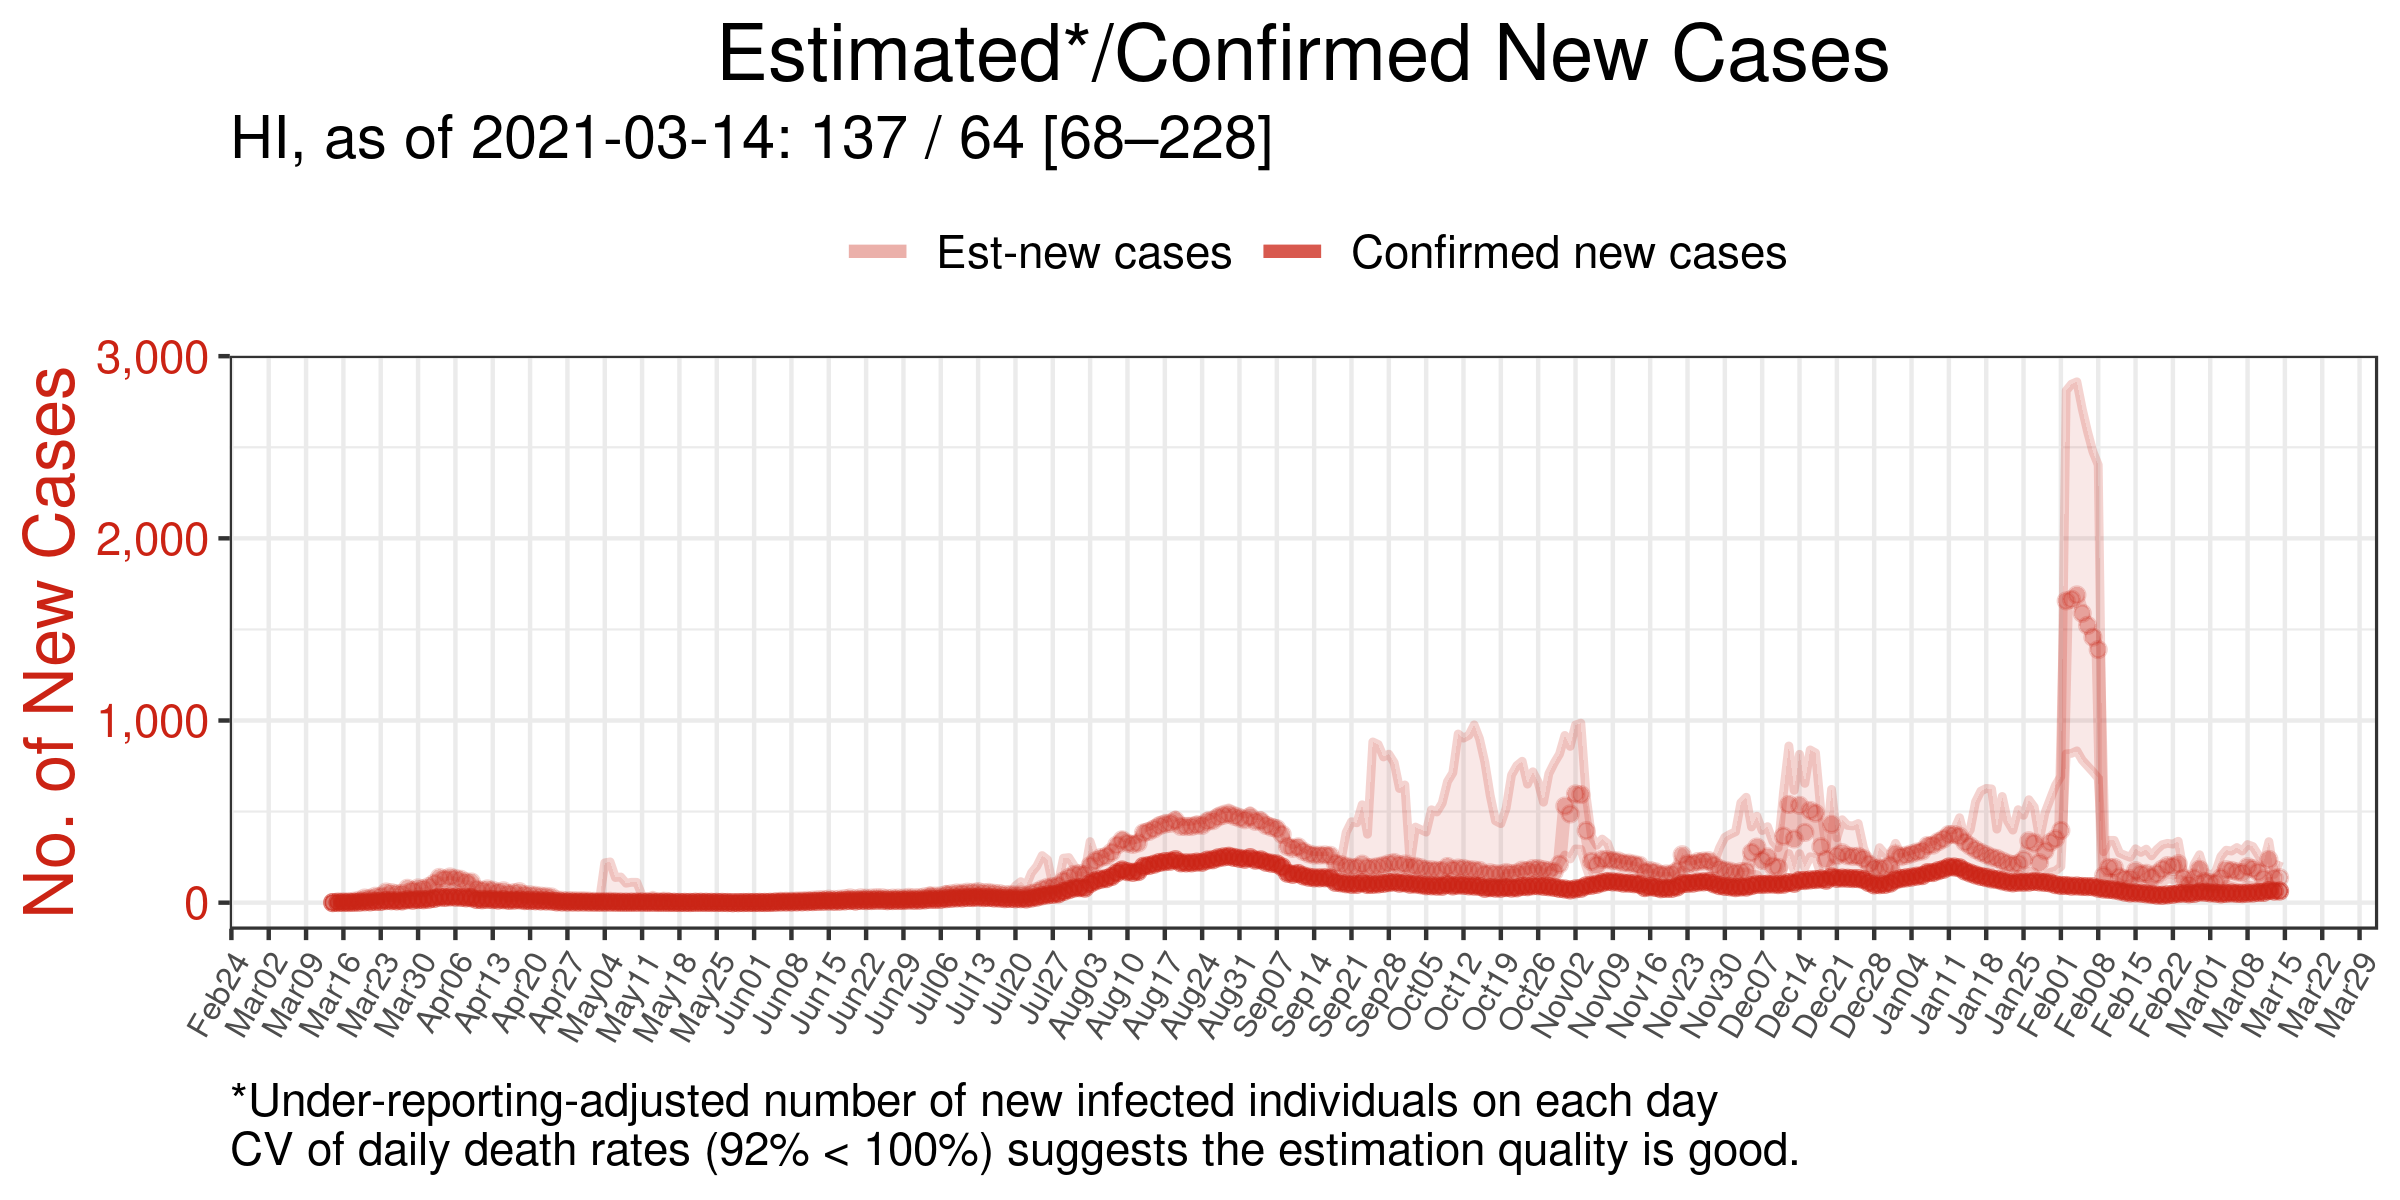 Estimated*/Confirmed New Cases
HI, as of 2021-03-14: 137 / 64 [68–228]
Est-new cases Confirmed new cases
No. of New Cases
3,000
2,000
1,000
0
Feb24 Mar02 Mar09 Mar16 Mar23 Mar30 Apr06 Apr13 Apr20 Apr27 May04 May11 May18 May25 Jun01 Jun08 Jun15 Jun22 Jun29 Jul06 Jul13 Jul20 Jul27 Aug03 Aug10 Aug17 Aug24 Aug31 Sep07 Sep14 Sep21 Sep28 Oct05 Oct12 Oct19 Oct26 Nov02 Nov09 Nov16 Nov23 Nov30 Dec07 Dec14 Dec21 Dec28 Jan04 Jan11 Jan18 Jan25 Feb01 Feb08 Feb15 Feb22 Mar01 Mar08 Mar15 Mar22 Mar29
*Under-reporting-adjusted number of new infected individuals on each day
CV of daily death rates (92% < 100%) suggests the estimation quality is good.